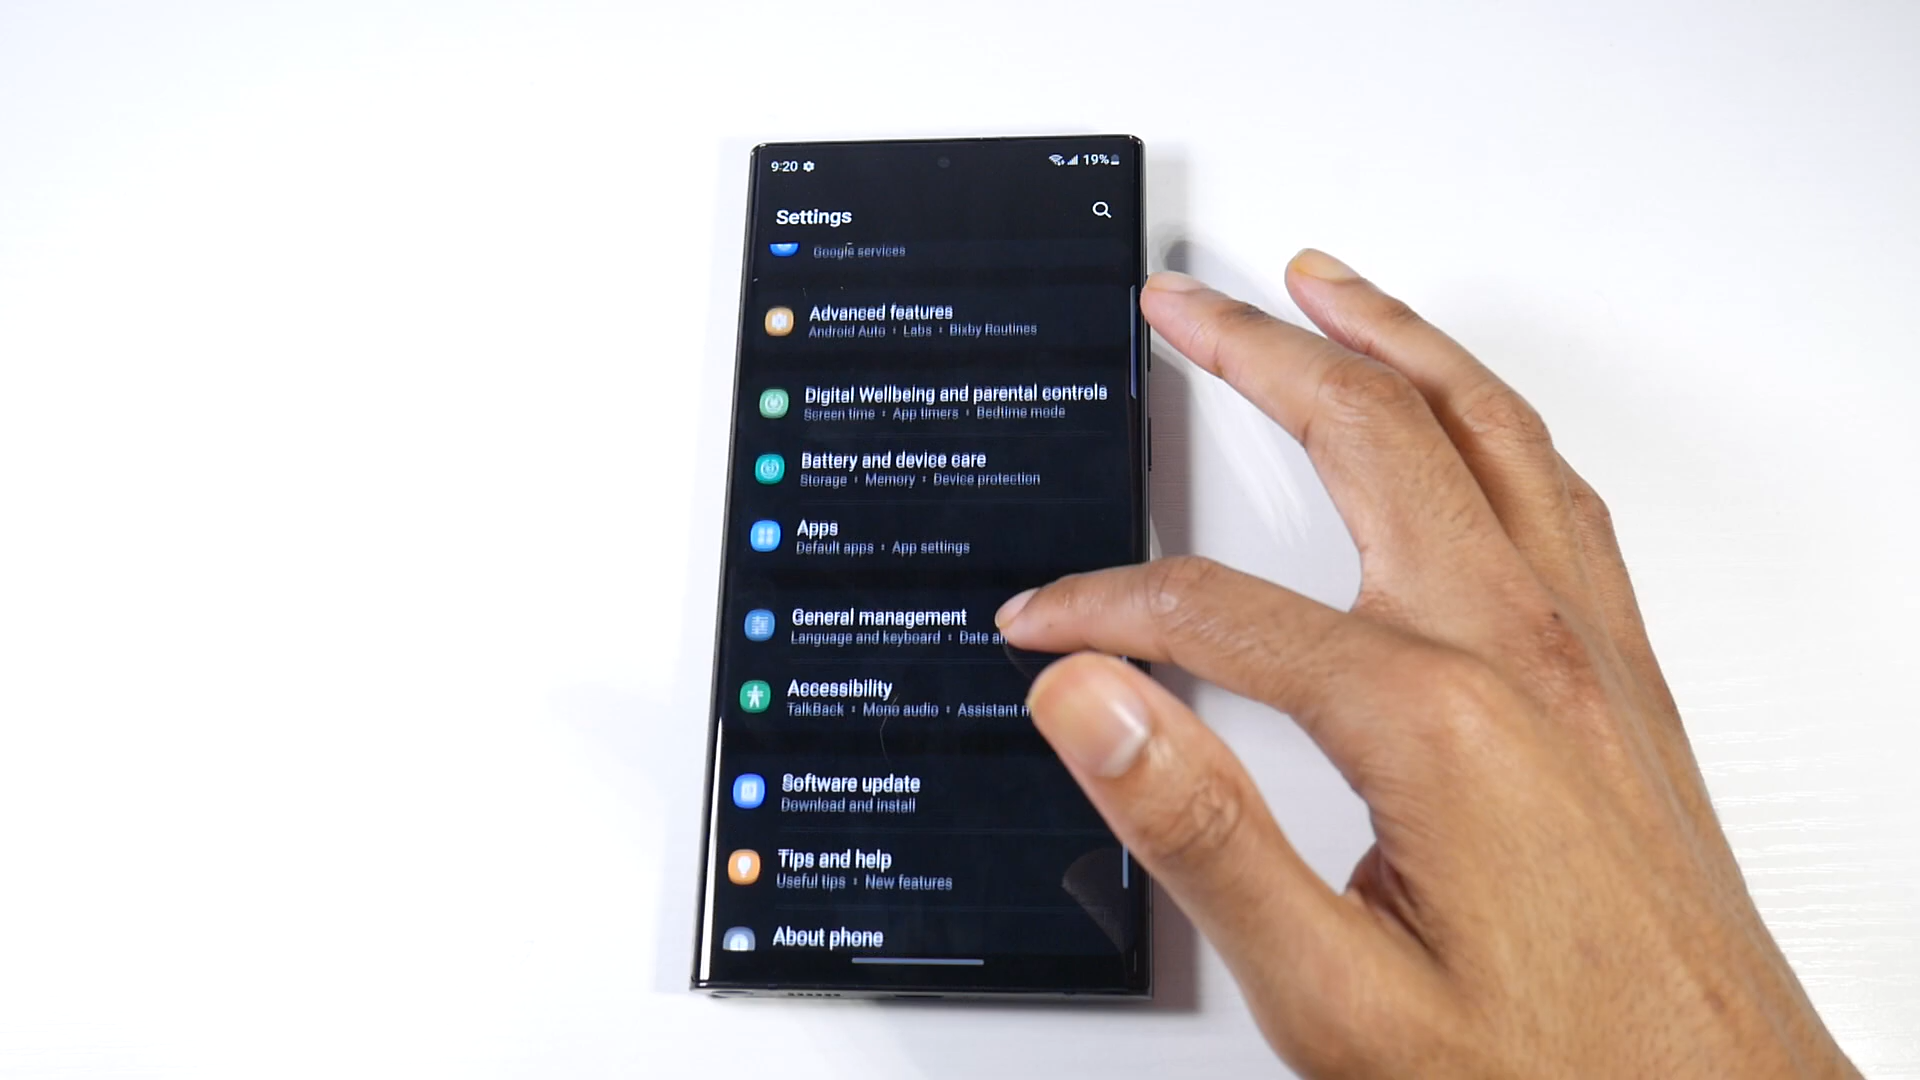 9:20
19%
Settings
Google services
Advanced features
Android Auto • Labs • Bixby Routines
Digital Wellbeing and parental controls
Screen time • App timers • Bedtime mode
Battery and device care
Storage • Memory • Device protection
Apps
Default apps • App settings
General management
Language and keyboard • Date
Accessibility
TalkBack • Mono audio • Assistant
Software update
Download and install
Tips and help
Useful tips • New features
About phone